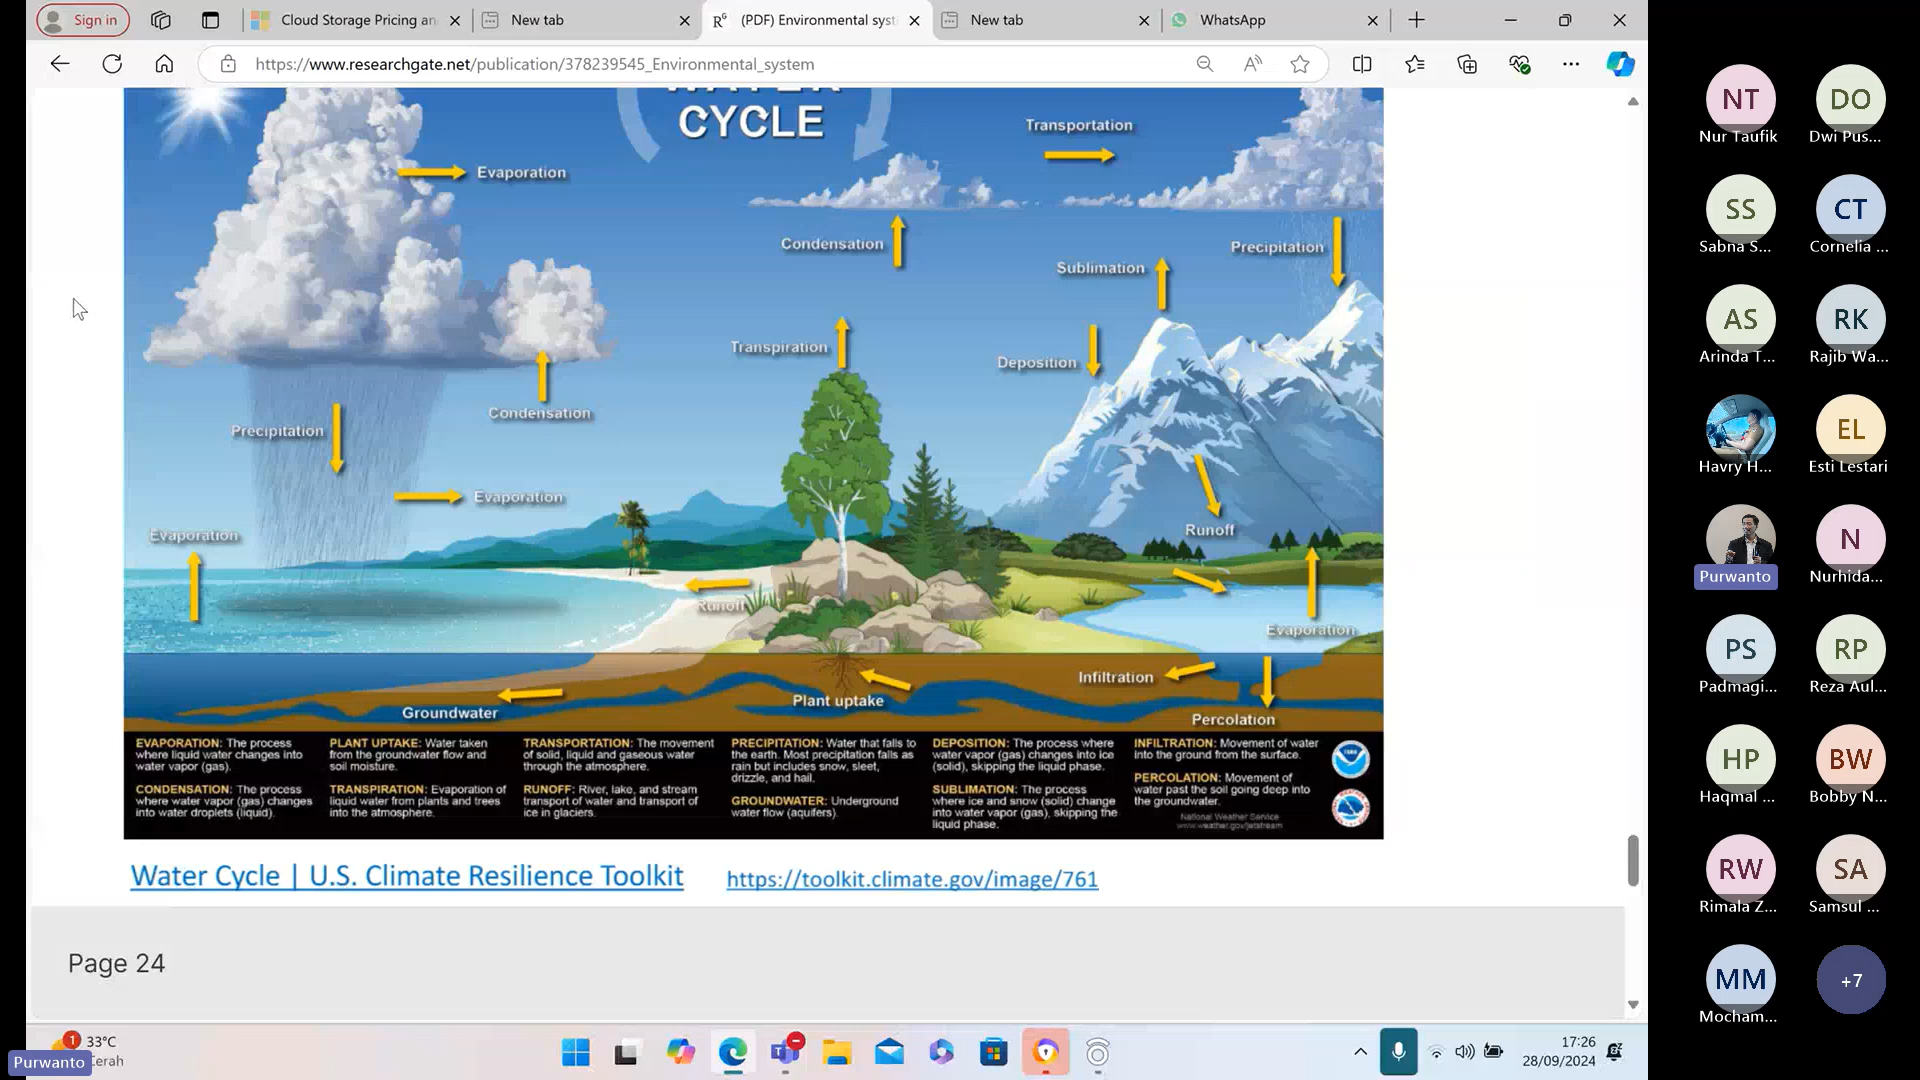 Sign in
Cloud Storage Pricing an
New tab
R⁶ (PDF) Environmental syst
New tab
WhatsApp
https://www.researchgate.net/publication/378239545_Environmental_system
CYCLE
Transportation
Evaporation
Condensation
Precipitation
Sublimation
Transpiration
Deposition
Condensation
Precipitation
Evaporation
Evaporation
Runoff
Runoff
Evaporation
Infiltration
Plant uptake
Groundwater
Percolation
EVAPORATION: The process
where liquid water changes into
water vapor (gas).
CONDENSATION: The process
where water vapor (gas) changes
into water droplets (liquid).
PLANT UPTAKE: Water taken
from the groundwater flow and
soil moisture.
TRANSPIRATION: Evaporation of
liquid water from plants and trees
into the atmosphere.
TRANSPORTATION: The movement
of solid, liquid and gaseous water
through the atmosphere.
RUNOFF: River, lake, and stream
transport of water and transport of
ice in glaciers.
PRECIPITATION: Water that falls to
the earth. Most precipitation falls as
rain but includes snow, sleet,
drizzle, and hail.
GROUNDWATER: Underground
water flow (aquifers).
DEPOSITION: The process where
water vapor (gas) changes into ice
(solid), skipping the liquid phase.
SUBLIMATION: The process
where ice and snow (solid) change
into water vapor (gas), skipping the
liquid phase.
INFILTRATION: Movement of water
into the ground from the surface.
PERCOLATION: Movement of
water past the soil going deep into
the groundwater.
National Weather Service
www.weather.gov/jetstream
Water Cycle | U.S. Climate Resilience Toolkit
https://toolkit.climate.gov/image/761
Page 24
1
33°C
Cerah
Purwanto
17:26
28/09/2024
NT
Nur Taufik
DO
Dwi Pus...
SS
Sabna S...
CT
Cornelia ...
AS
Arinda T...
RK
Rajib Wa...
Havry H...
EL
Esti Lestari
Purwanto
N
Nurhida...
PS
Padmagi...
RP
Reza Aul...
HP
Haqmal ...
BW
Bobby N...
RW
Rimala Z...
SA
Samsul ...
MM
Mocham...
+7